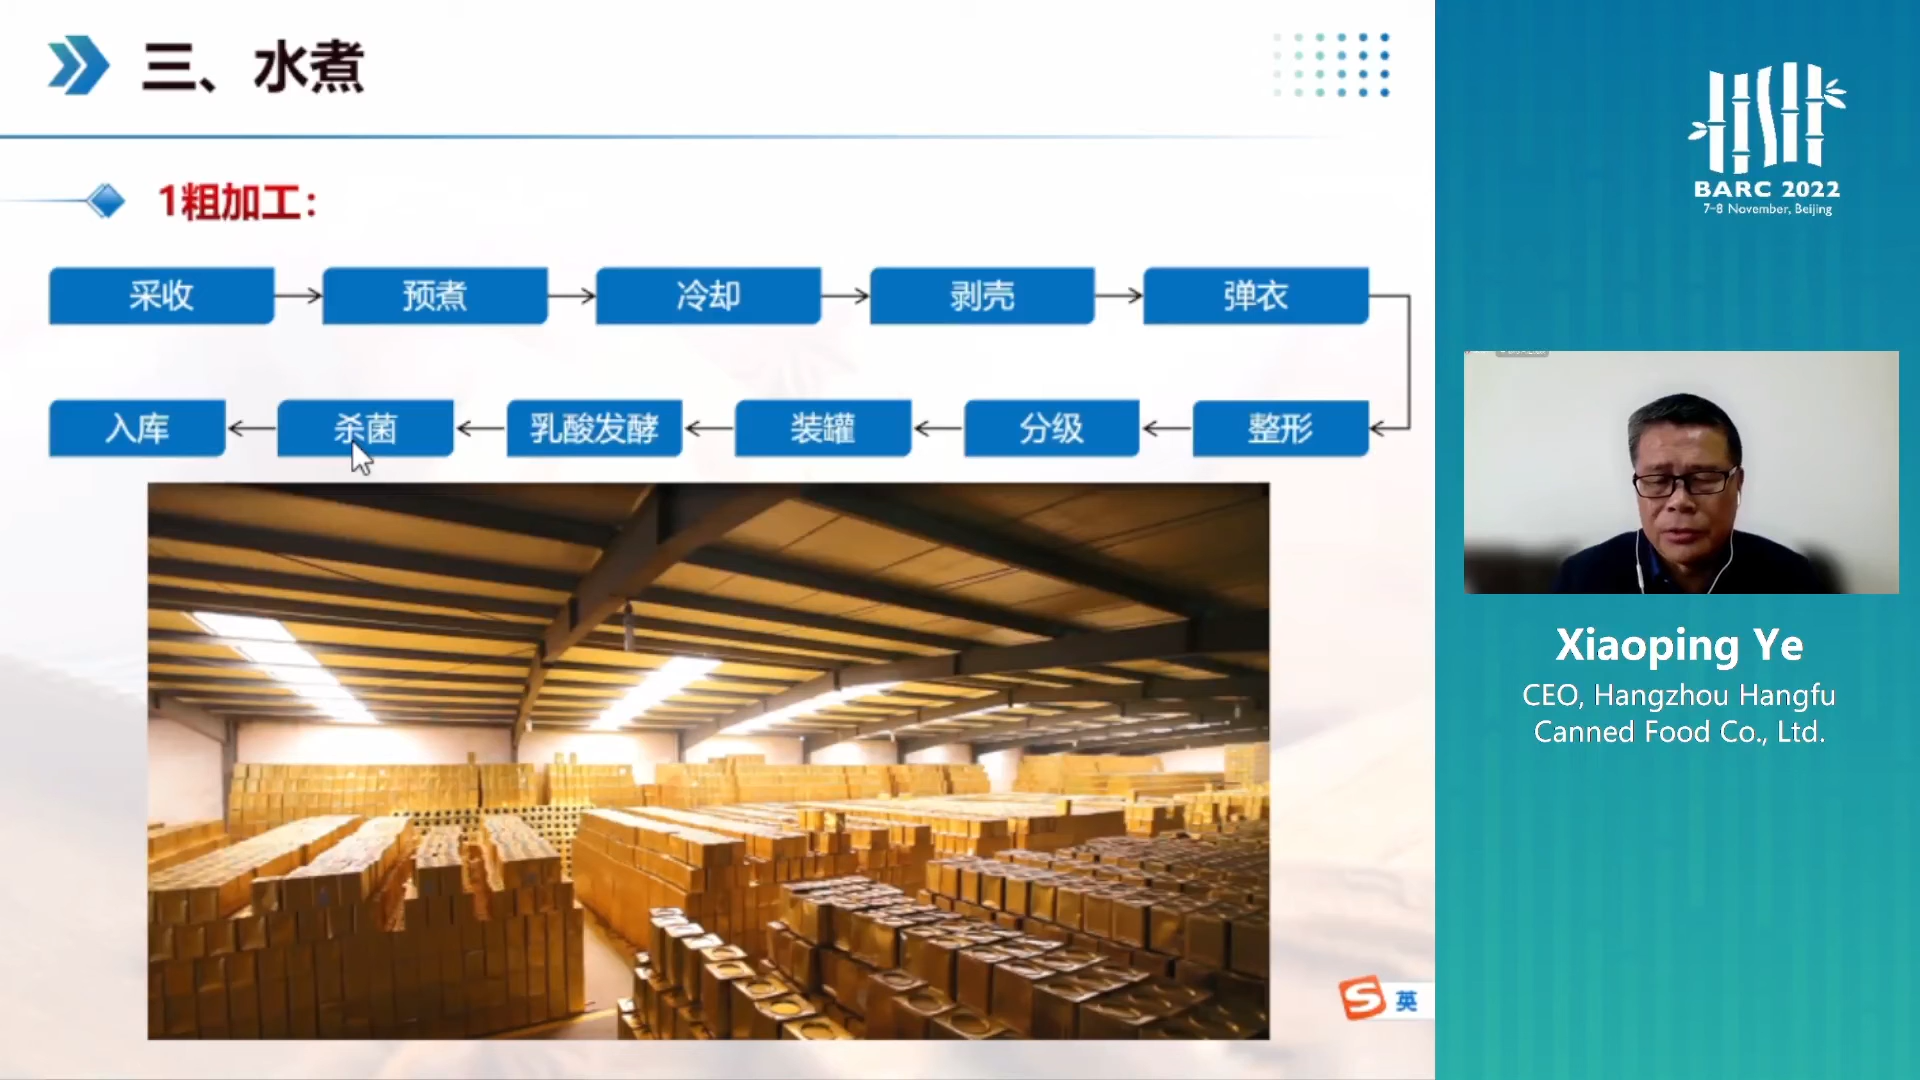 三、水煮
1粗加工：
采收
预煮
冷却
剥壳
弹衣
入库
杀菌
乳酸发酵
装罐
分级
整形
英
BARC 2022
7-8 November, Beijing
Xiaoping Ye
CEO, Hangzhou Hangfu
Canned Food Co., Ltd.